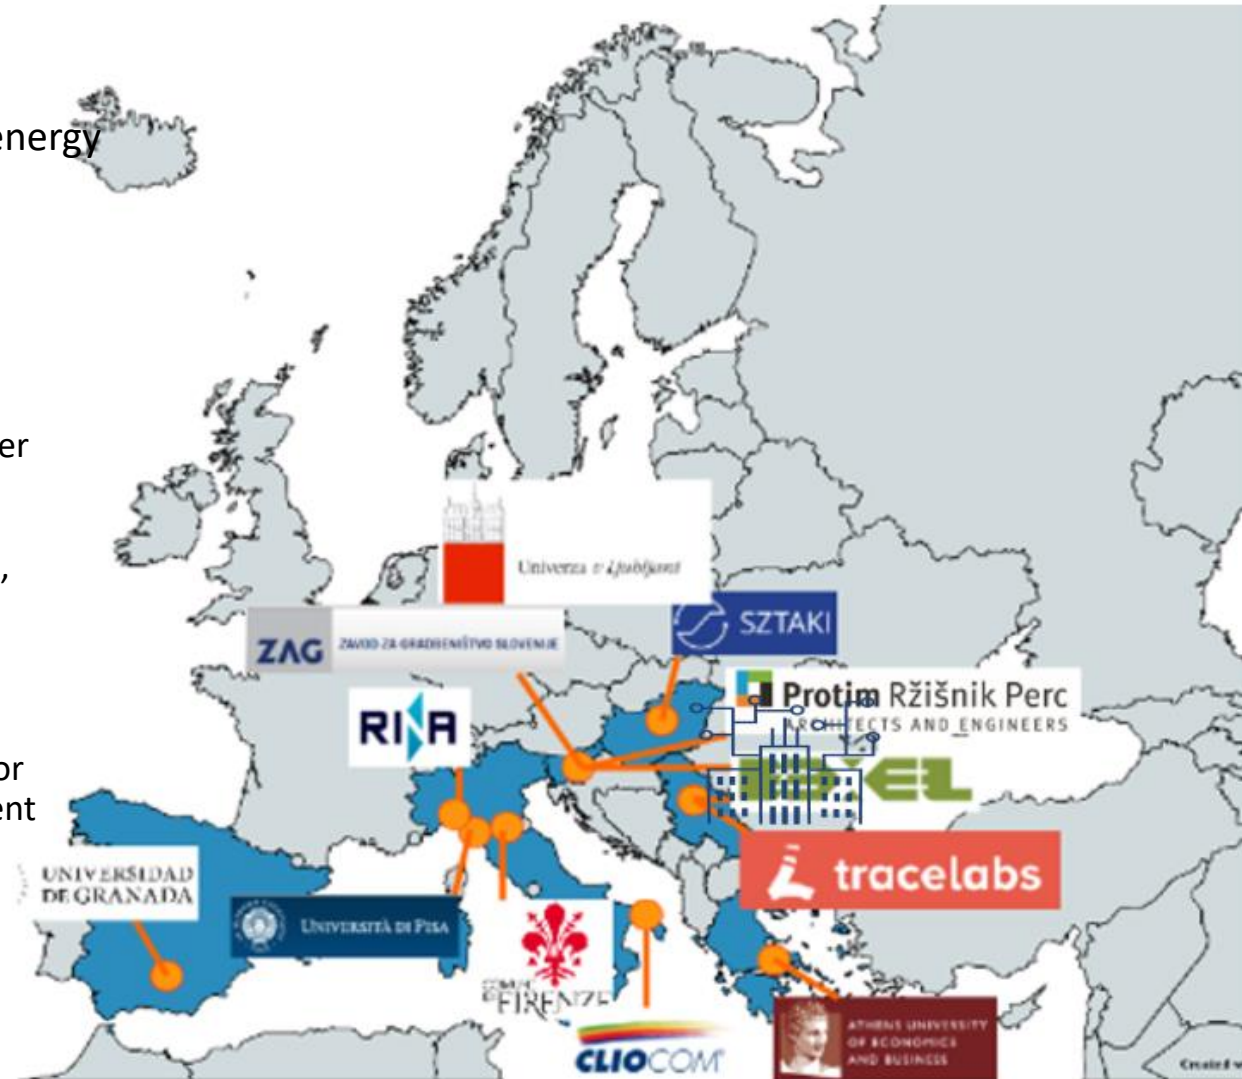 energy
er
,
or
ent
Univerza v Ljubljani
SZTAKI
ZAG ZAVOD ZA GRADBENIŠTVO SLOVENIJE
Protim Ržišnik Perc
ARCHITECTS AND ENGINEERS
RINA
tracelabs
UNIVERSIDAD
DE GRANADA
UNIVERSITÀ DI PISA
COMUNE
DI FIRENZE
CLIOCOM
ATHENS UNIVERSITY
OF ECONOMICS
AND BUSINESS
Created w